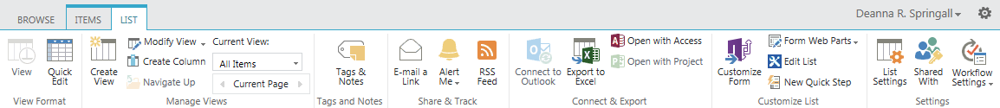 BROWSE ITEMS LIST Deanna R. Springall
View
Quick
Edit
View Format
Create
View
Modify View
Create Column
Navigate Up
Current View:
All Items
Current Page
Manage Views
Tags &
Notes
Tags and Notes
E-mail a
Link
Alert
Me
RSS
Feed
Share & Track
Connect to
Outlook
Export to
Excel
Open with Access
Open with Project
Connect & Export
Customize
Form
Form Web Parts
Edit List
New Quick Step
Customize List
List
Settings
Shared
With
Workflow
Settings
Settings